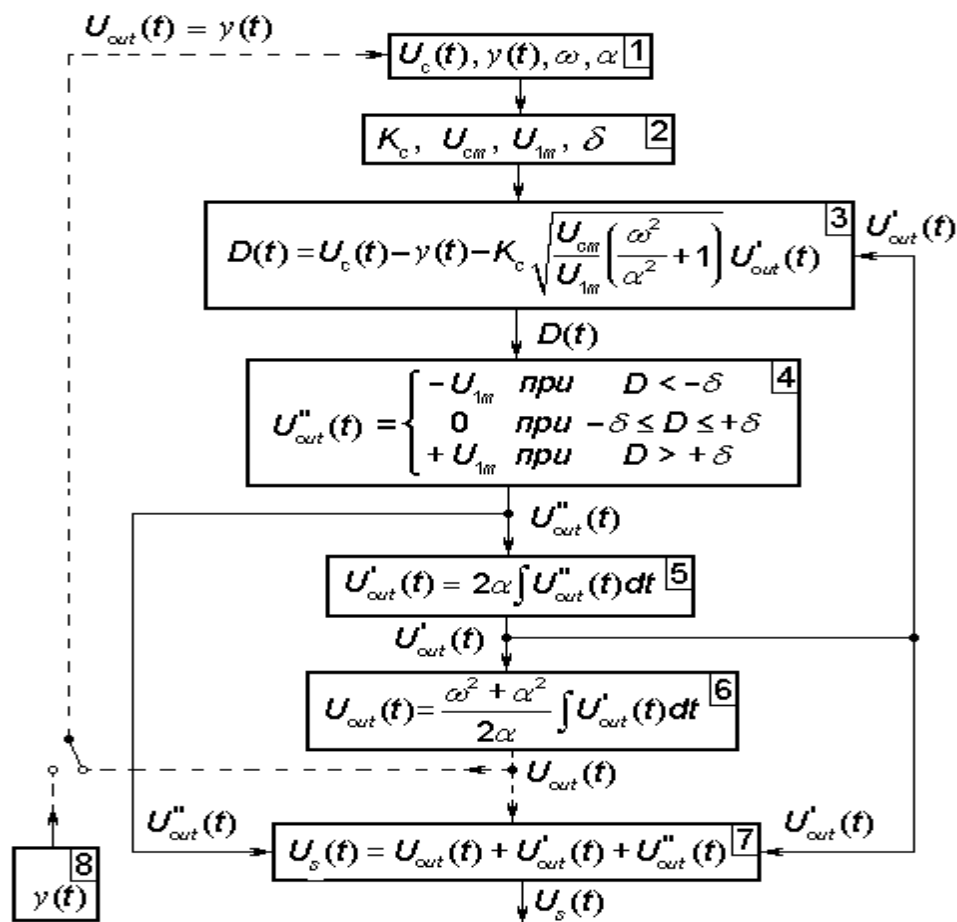 U_out(t) = y(t)
U_c(t), y(t), ω, α 1
K_c, U_cm, U_1m, δ 2
3
U'_out(t)
D(t) = U_c(t) − y(t) − K_c √(U_cm/U_1m (ω²/α² + 1)) U'_out(t)
D(t)
4
− U_1m при D < −δ
U''_out(t) = { 0 при −δ ≤ D ≤ +δ
+ U_1m при D > +δ
U''_out(t)
U'_out(t) = 2α ∫ U''_out(t) dt 5
U'_out(t)
U_out(t) = (ω² + α²)/2α ∫ U'_out(t) dt 6
U_out(t)
U''_out(t)
U'_out(t)
U_s(t) = U_out(t) + U'_out(t) + U''_out(t) 7
8
y(t)
U_s(t)